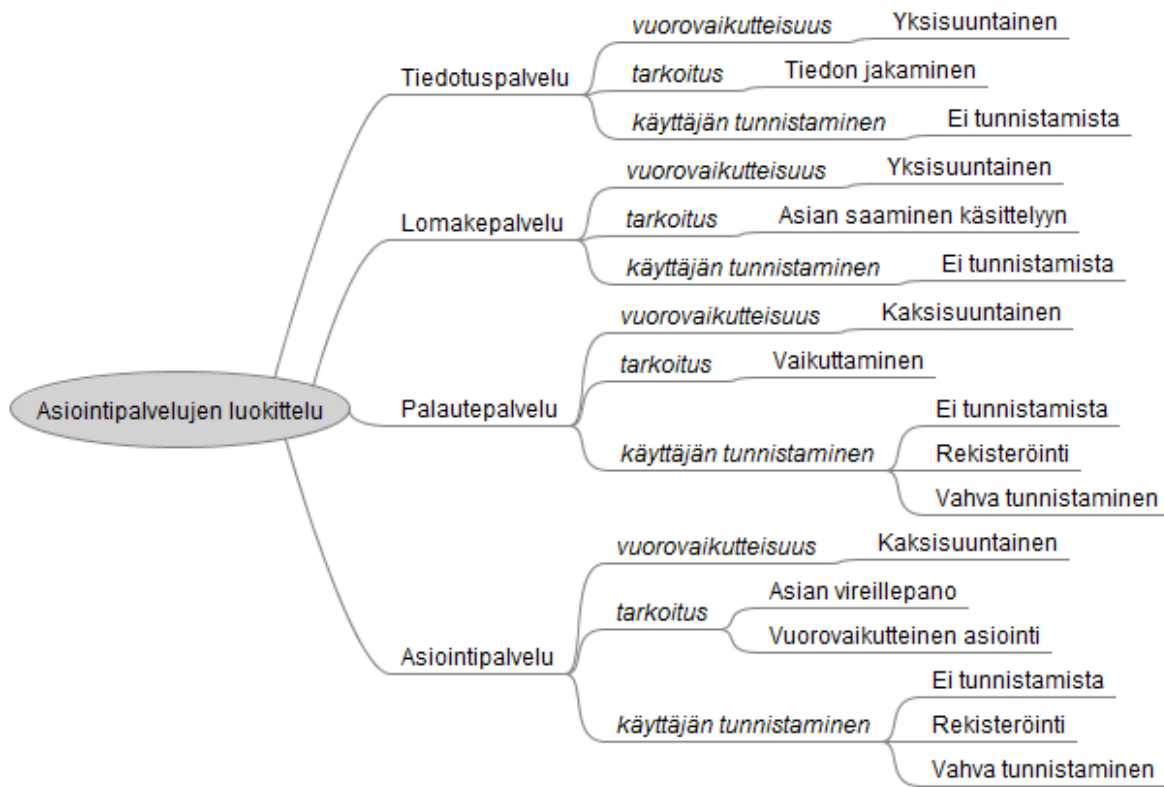 Asiointipalvelujen luokittelu
Tiedotuspalvelu
vuorovaikutteisuus
Yksisuuntainen
tarkoitus
Tiedon jakaminen
käyttäjän tunnistaminen
Ei tunnistamista
Lomakepalvelu
vuorovaikutteisuus
Yksisuuntainen
tarkoitus
Asian saaminen käsittelyyn
käyttäjän tunnistaminen
Ei tunnistamista
Palautepalvelu
vuorovaikutteisuus
Kaksisuuntainen
tarkoitus
Vaikuttaminen
käyttäjän tunnistaminen
Ei tunnistamista
Rekisteröinti
Vahva tunnistaminen
Asiointipalvelu
vuorovaikutteisuus
Kaksisuuntainen
tarkoitus
Asian vireillepano
Vuorovaikutteinen asiointi
käyttäjän tunnistaminen
Ei tunnistamista
Rekisteröinti
Vahva tunnistaminen